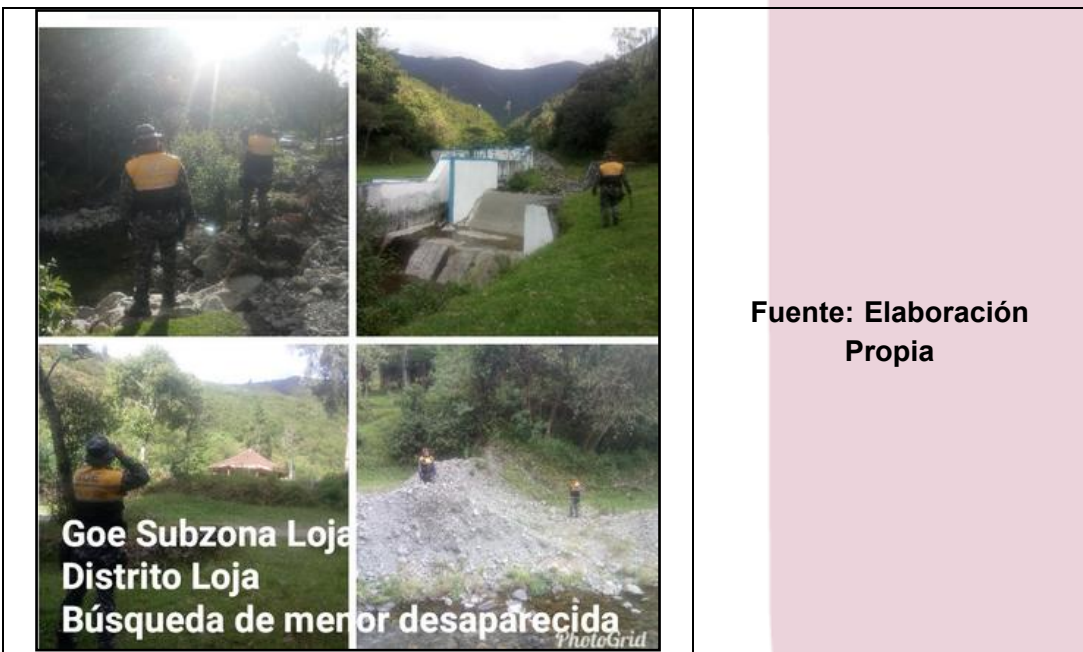 Goe Subzona Loja
Distrito Loja
Búsqueda de menor desaparecida
PhotoGrid
Fuente: Elaboración
Propia